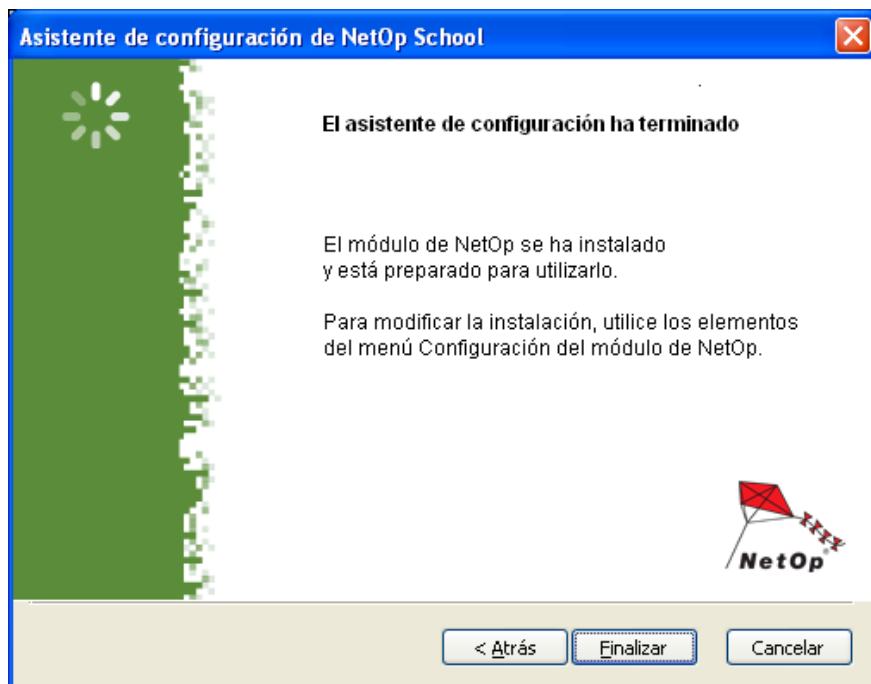 Asistente de configuración de NetOp School
El asistente de configuración ha terminado
El módulo de NetOp se ha instalado
y está preparado para utilizarlo.
Para modificar la instalación, utilice los elementos
del menú Configuración del módulo de NetOp.
NetOp®
< Atrás
Finalizar
Cancelar